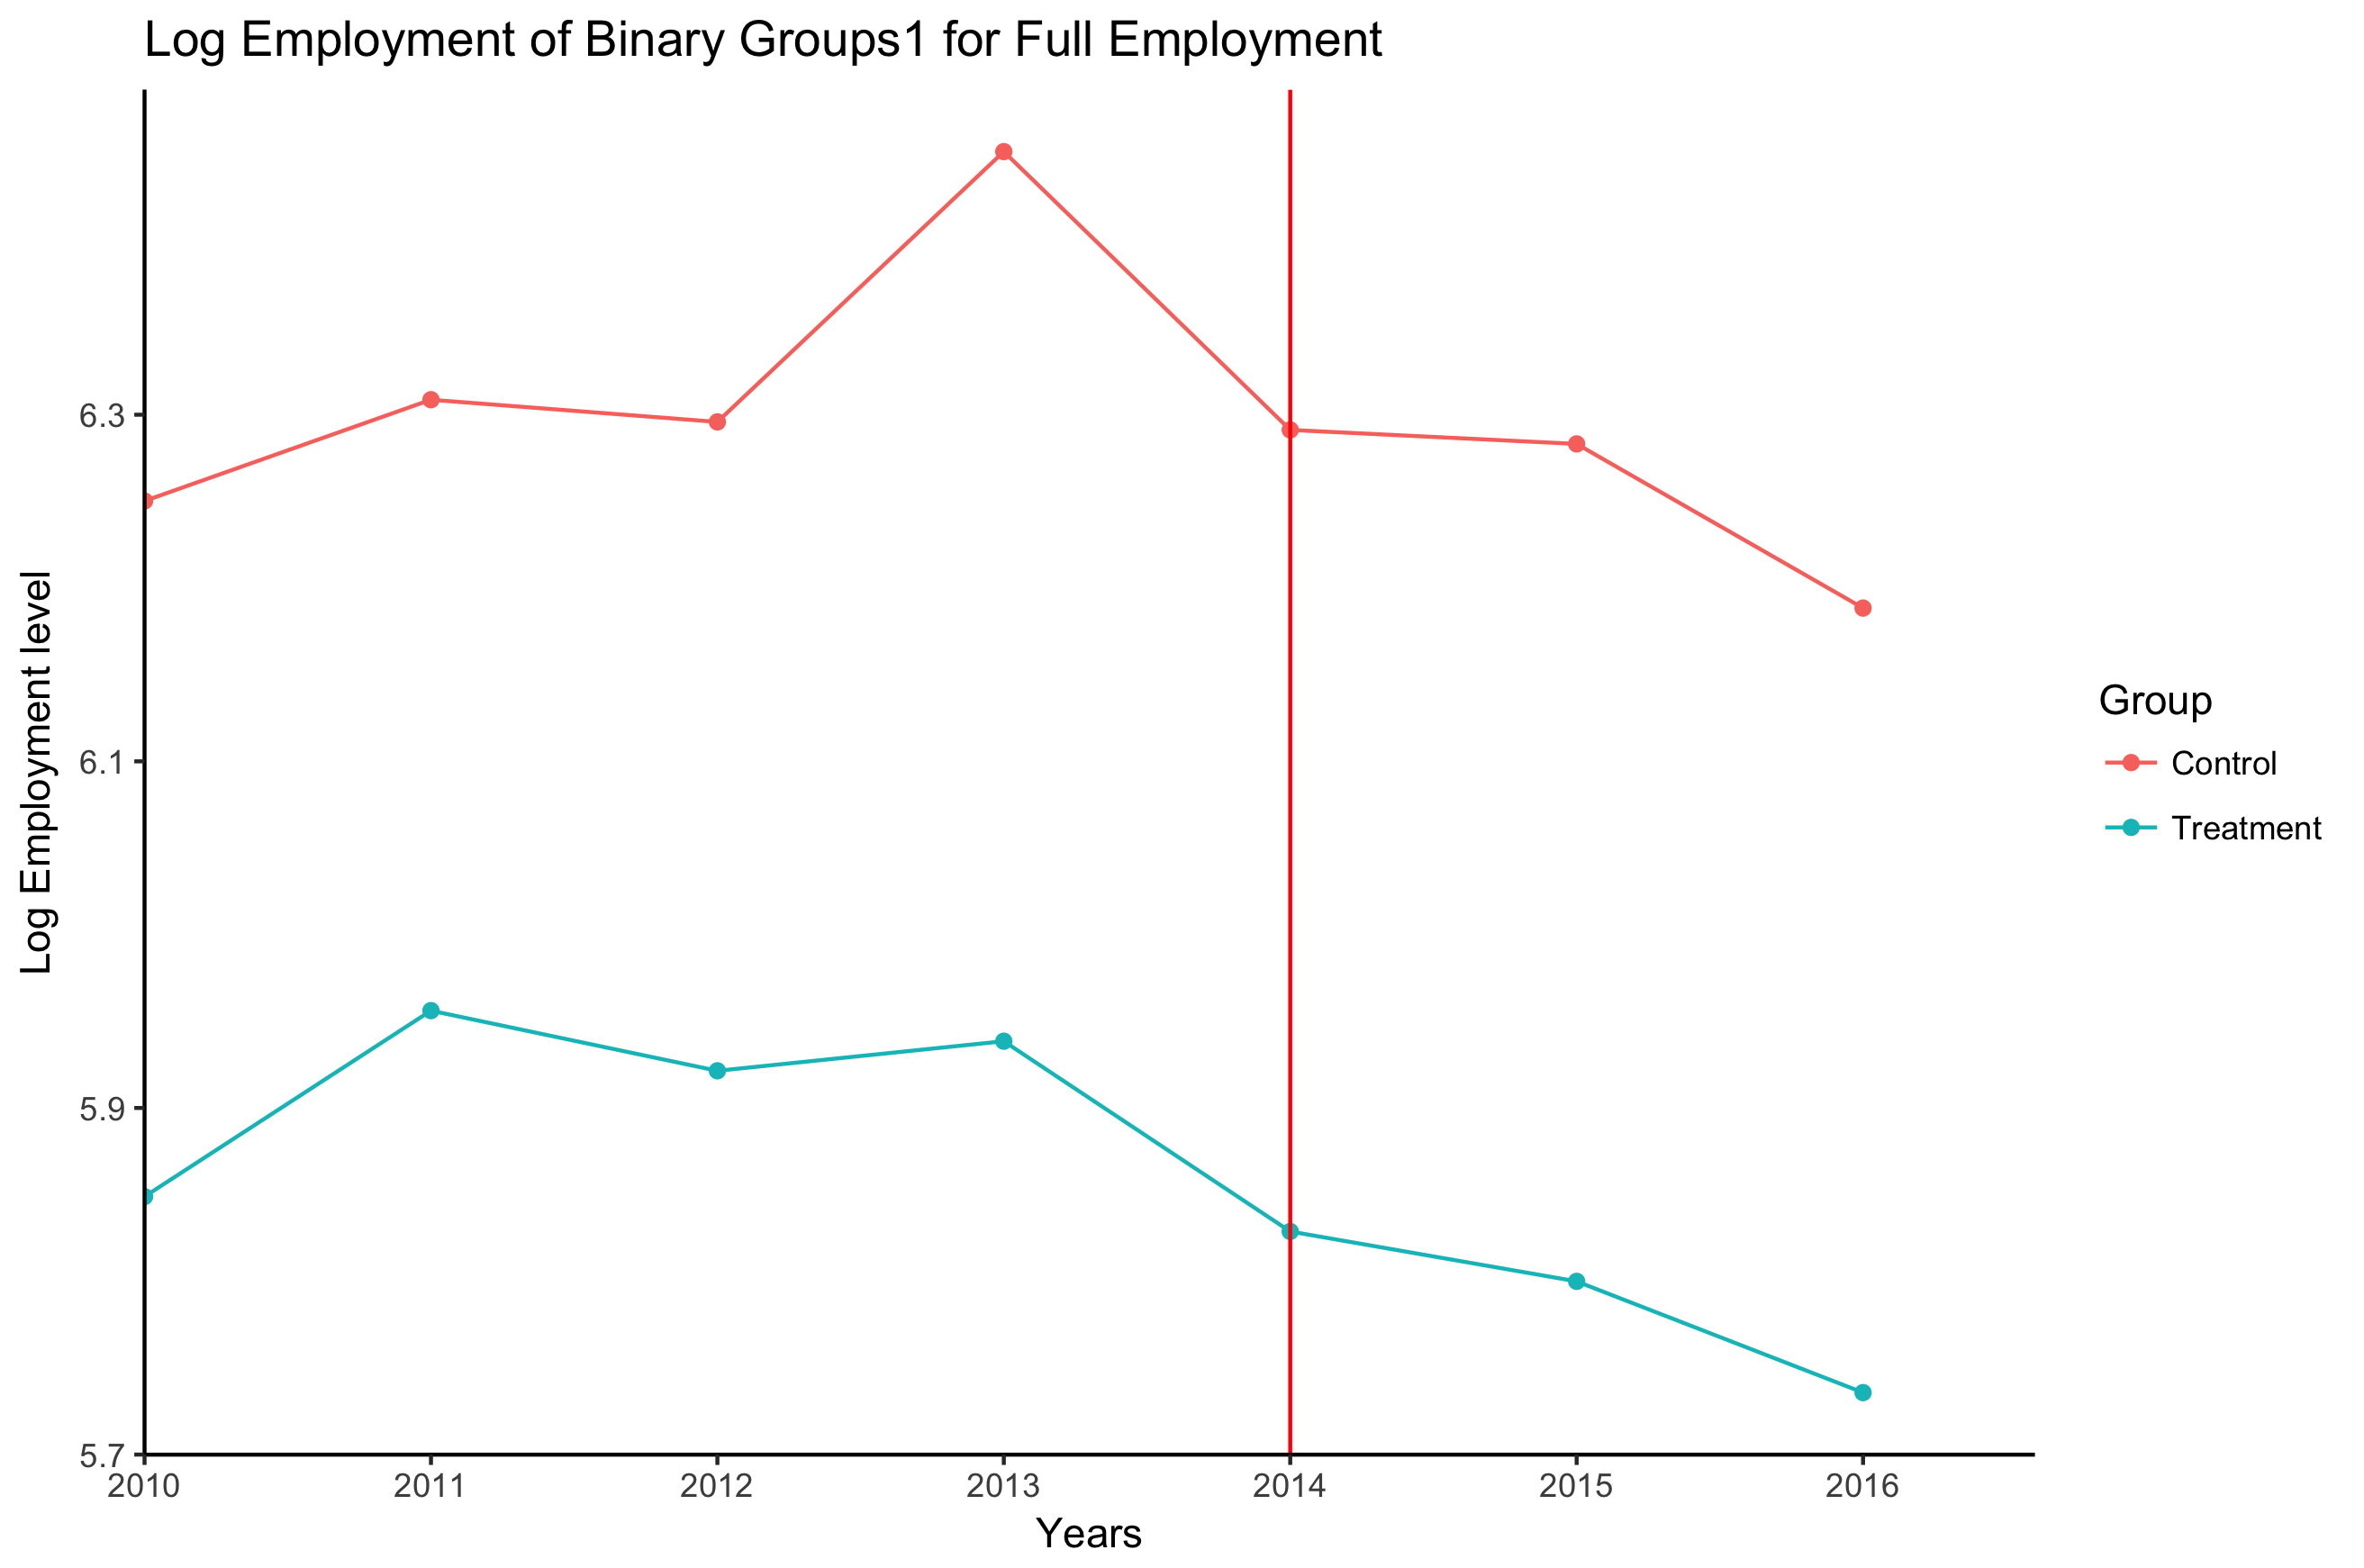 Log Employment of Binary Groups1 for Full Employment
Log Employment level
6.3
6.1
5.9
5.7
2010 2011 2012 2013 2014 2015 2016
Years
Group
Control
Treatment